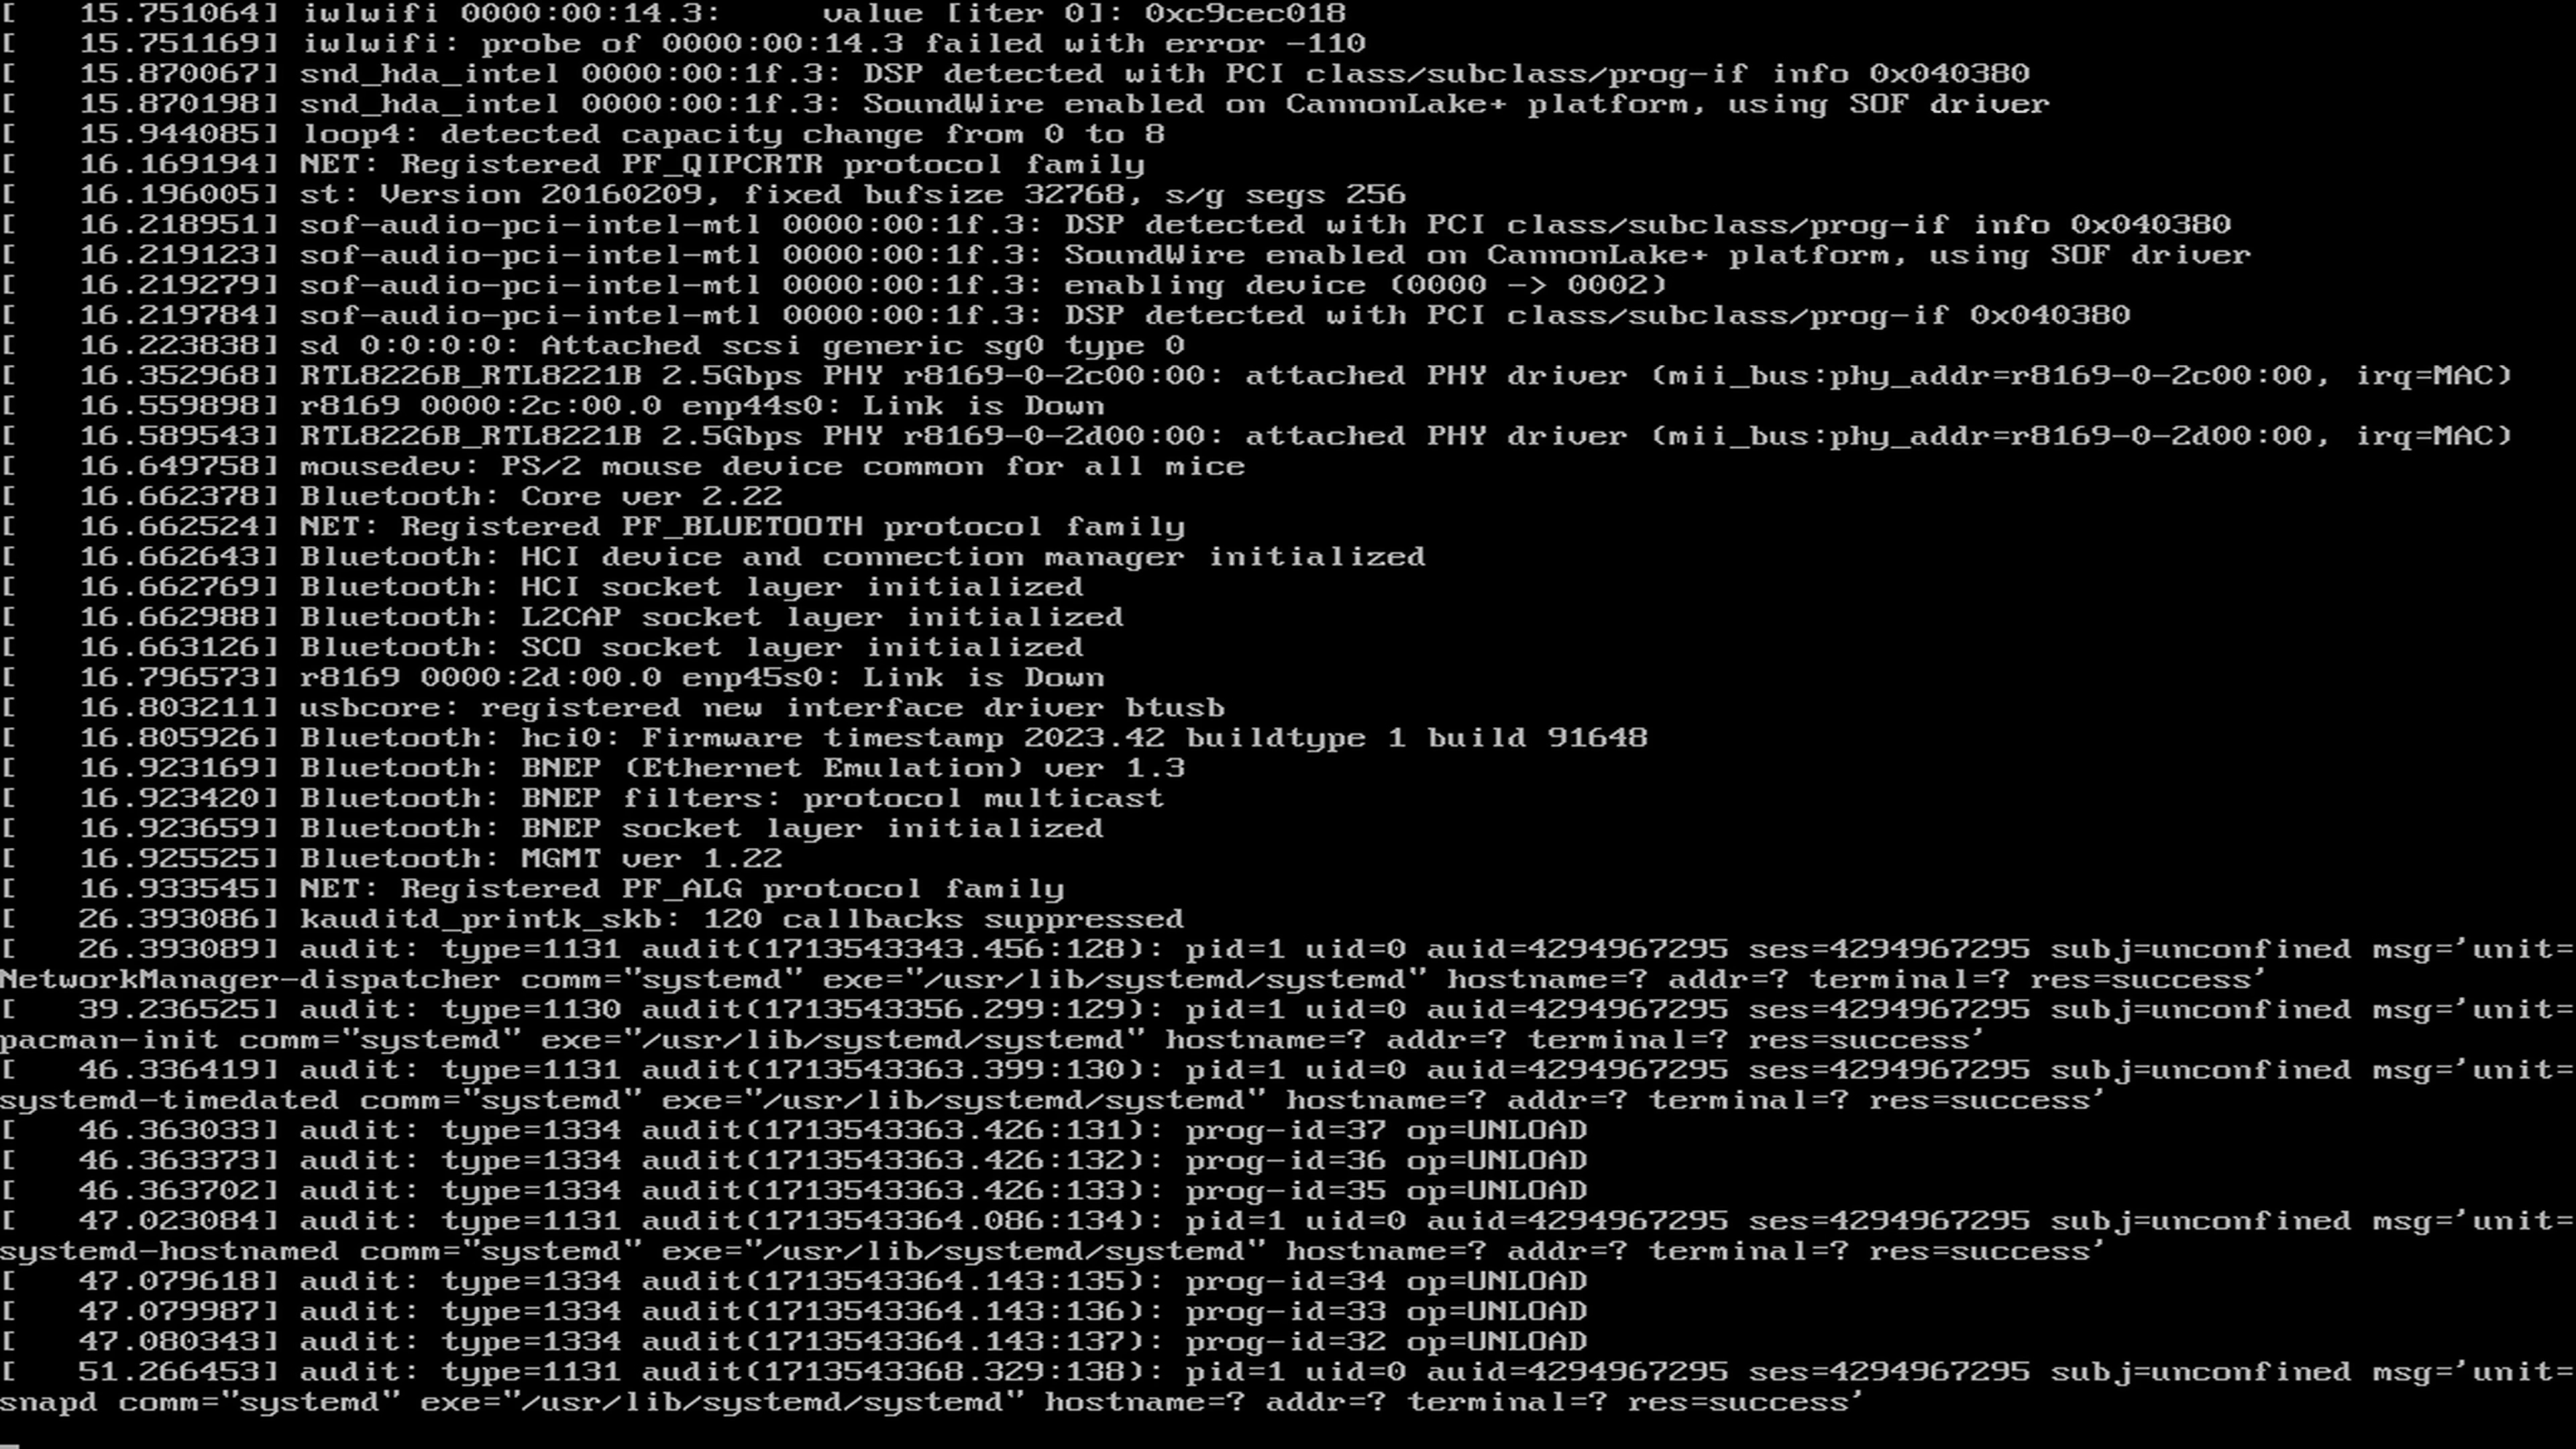 [   15.751064] iwlwifi 0000:00:14.3:     value [iter 0]: 0xc9cec018
[   15.751169] iwlwifi: probe of 0000:00:14.3 failed with error -110
[   15.870067] snd_hda_intel 0000:00:1f.3: DSP detected with PCI class/subclass/prog-if info 0x040380
[   15.870198] snd_hda_intel 0000:00:1f.3: SoundWire enabled on CannonLake+ platform, using SOF driver
[   15.944085] loop4: detected capacity change from 0 to 8
[   16.169194] NET: Registered PF_QIPCRTR protocol family
[   16.196005] st: Version 20160209, fixed bufsize 32768, s/g segs 256
[   16.218951] sof-audio-pci-intel-mtl 0000:00:1f.3: DSP detected with PCI class/subclass/prog-if info 0x040380
[   16.219123] sof-audio-pci-intel-mtl 0000:00:1f.3: SoundWire enabled on CannonLake+ platform, using SOF driver
[   16.219279] sof-audio-pci-intel-mtl 0000:00:1f.3: enabling device (0000 -> 0002)
[   16.219784] sof-audio-pci-intel-mtl 0000:00:1f.3: DSP detected with PCI class/subclass/prog-if 0x040380
[   16.223838] sd 0:0:0:0: Attached scsi generic sg0 type 0
[   16.352968] RTL8226B_RTL8221B 2.5Gbps PHY r8169-0-2c00:00: attached PHY driver (mii_bus:phy_addr=r8169-0-2c00:00, irq=MAC)
[   16.559898] r8169 0000:2c:00.0 enp44s0: Link is Down
[   16.589543] RTL8226B_RTL8221B 2.5Gbps PHY r8169-0-2d00:00: attached PHY driver (mii_bus:phy_addr=r8169-0-2d00:00, irq=MAC)
[   16.649758] mousedev: PS/2 mouse device common for all mice
[   16.662378] Bluetooth: Core ver 2.22
[   16.662524] NET: Registered PF_BLUETOOTH protocol family
[   16.662643] Bluetooth: HCI device and connection manager initialized
[   16.662769] Bluetooth: HCI socket layer initialized
[   16.662988] Bluetooth: L2CAP socket layer initialized
[   16.663126] Bluetooth: SCO socket layer initialized
[   16.796573] r8169 0000:2d:00.0 enp45s0: Link is Down
[   16.803211] usbcore: registered new interface driver btusb
[   16.805926] Bluetooth: hci0: Firmware timestamp 2023.42 buildtype 1 build 91648
[   16.923169] Bluetooth: BNEP (Ethernet Emulation) ver 1.3
[   16.923420] Bluetooth: BNEP filters: protocol multicast
[   16.923659] Bluetooth: BNEP socket layer initialized
[   16.925525] Bluetooth: MGMT ver 1.22
[   16.933545] NET: Registered PF_ALG protocol family
[   26.393086] kauditd_printk_skb: 120 callbacks suppressed
[   26.393089] audit: type=1131 audit(1713543343.456:128): pid=1 uid=0 auid=4294967295 ses=4294967295 subj=unconfined msg='unit=
NetworkManager-dispatcher comm="systemd" exe="/usr/lib/systemd/systemd" hostname=? addr=? terminal=? res=success'
[   39.236525] audit: type=1130 audit(1713543356.299:129): pid=1 uid=0 auid=4294967295 ses=4294967295 subj=unconfined msg='unit=
pacman-init comm="systemd" exe="/usr/lib/systemd/systemd" hostname=? addr=? terminal=? res=success'
[   46.336419] audit: type=1131 audit(1713543363.399:130): pid=1 uid=0 auid=4294967295 ses=4294967295 subj=unconfined msg='unit=
systemd-timedated comm="systemd" exe="/usr/lib/systemd/systemd" hostname=? addr=? terminal=? res=success'
[   46.363033] audit: type=1334 audit(1713543363.426:131): prog-id=37 op=UNLOAD
[   46.363373] audit: type=1334 audit(1713543363.426:132): prog-id=36 op=UNLOAD
[   46.363702] audit: type=1334 audit(1713543363.426:133): prog-id=35 op=UNLOAD
[   47.023084] audit: type=1131 audit(1713543364.086:134): pid=1 uid=0 auid=4294967295 ses=4294967295 subj=unconfined msg='unit=
systemd-hostnamed comm="systemd" exe="/usr/lib/systemd/systemd" hostname=? addr=? terminal=? res=success'
[   47.079618] audit: type=1334 audit(1713543364.143:135): prog-id=34 op=UNLOAD
[   47.079987] audit: type=1334 audit(1713543364.143:136): prog-id=33 op=UNLOAD
[   47.080343] audit: type=1334 audit(1713543364.143:137): prog-id=32 op=UNLOAD
[   51.266453] audit: type=1131 audit(1713543368.329:138): pid=1 uid=0 auid=4294967295 ses=4294967295 subj=unconfined msg='unit=
snapd comm="systemd" exe="/usr/lib/systemd/systemd" hostname=? addr=? terminal=? res=success'